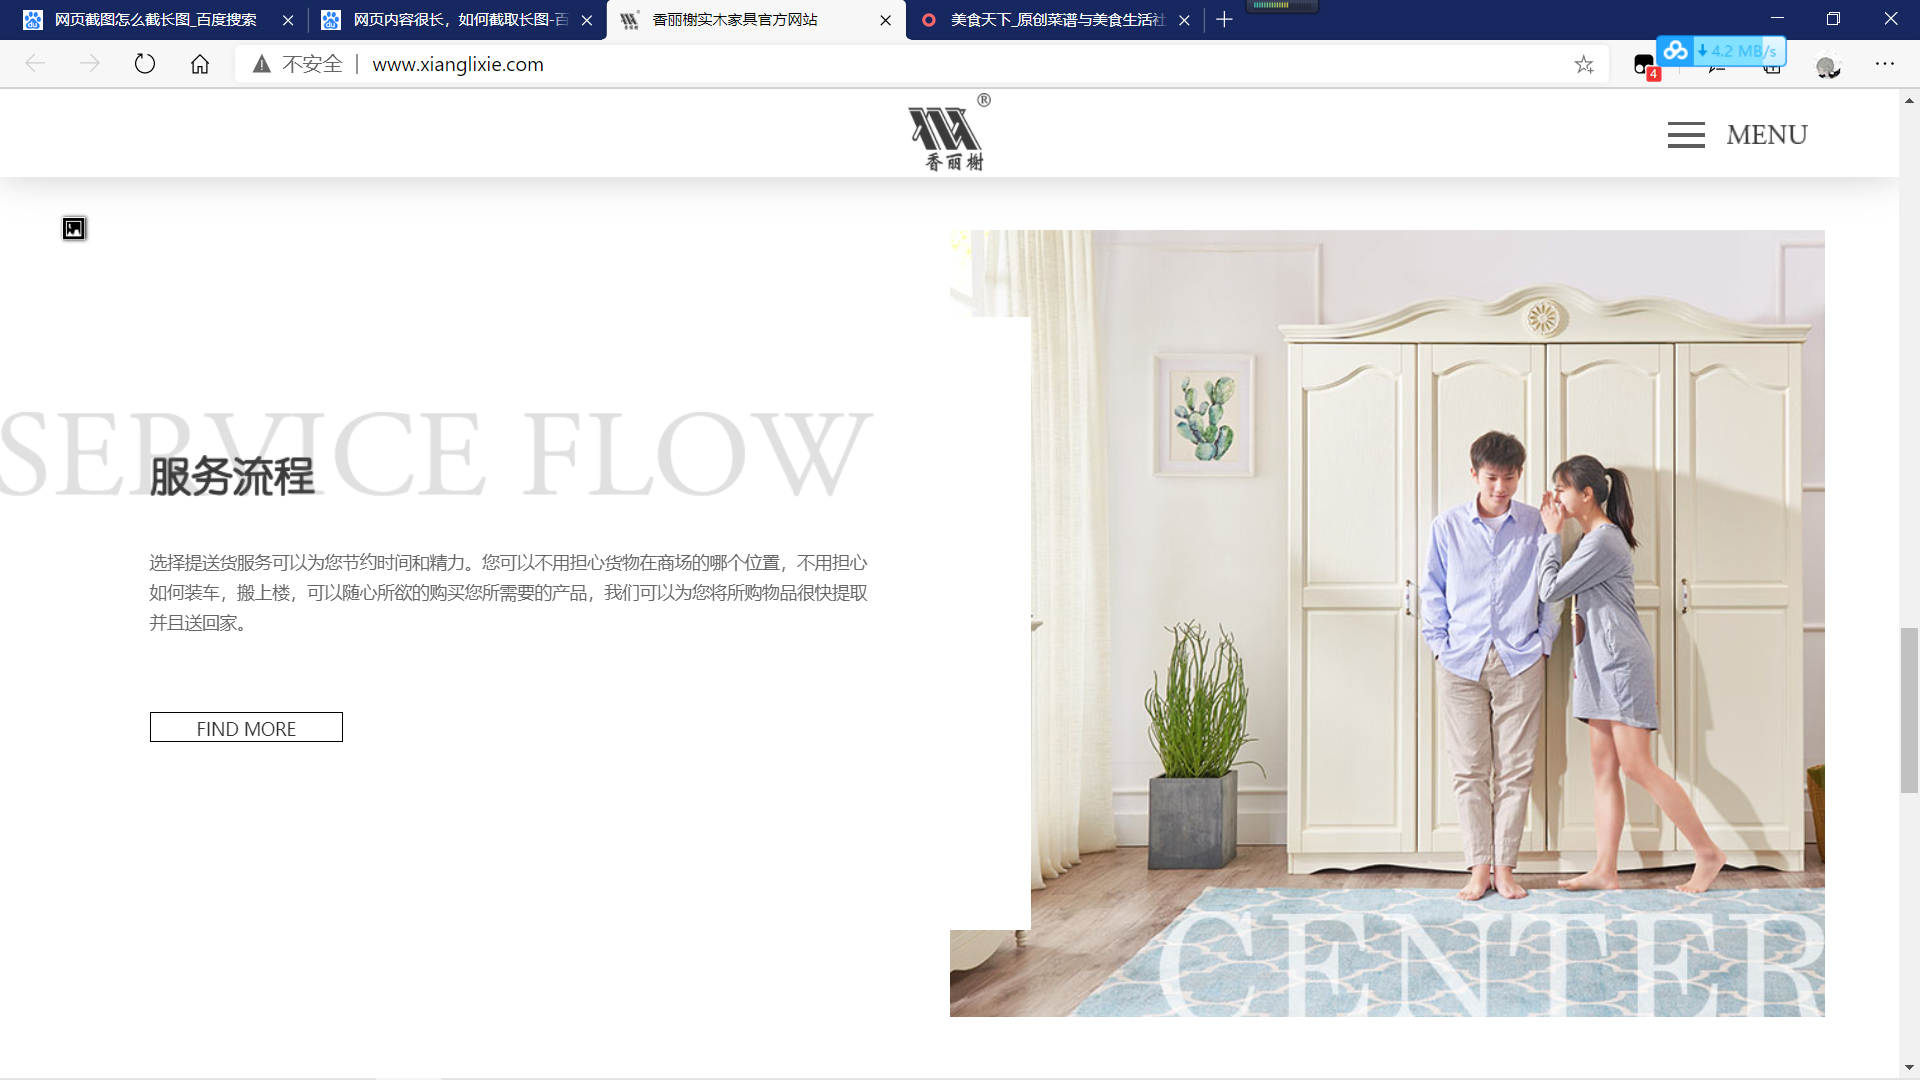 网页截图怎么截长图_百度搜索
网页内容很长，如何截取长图-百
香丽榭实木家具官方网站
美食天下_原创菜谱与美食生活社
不安全
www.xianglixie.com
4
4.2 MB/s
®
香丽榭
MENU
SERVICE FLOW
服务流程
选择提送货服务可以为您节约时间和精力。您可以不用担心货物在商场的哪个位置，不用担心
如何装车，搬上楼，可以随心所欲的购买您所需要的产品，我们可以为您将所购物品很快提取
并且送回家。
FIND MORE
CENTER